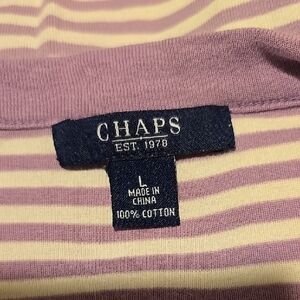 CHAPS
EST. 1978
L
MADE IN
CHINA
100% COTTON